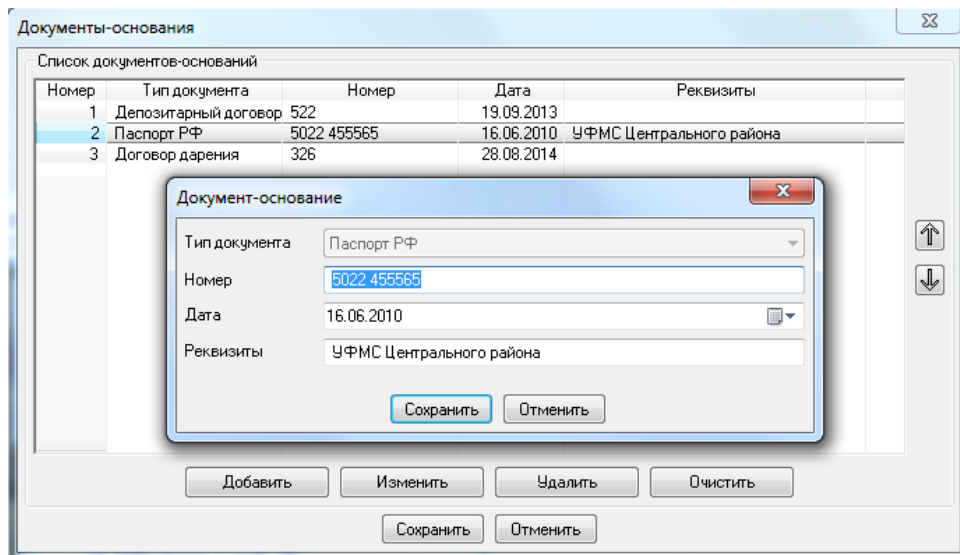 Документы-основания
Список документов-оснований
Номер Тип документа Номер Дата Реквизиты
1 Депозитарный договор 522 19.09.2013
2 Паспорт РФ 5022 455565 16.06.2010 УФМС Центрального района
3 Договор дарения 326 28.08.2014
Документ-основание
Тип документа Паспорт РФ
Номер 5022 455565
Дата 16.06.2010
Реквизиты УФМС Центрального района
Сохранить Отменить
Добавить Изменить Удалить Очистить
Сохранить Отменить